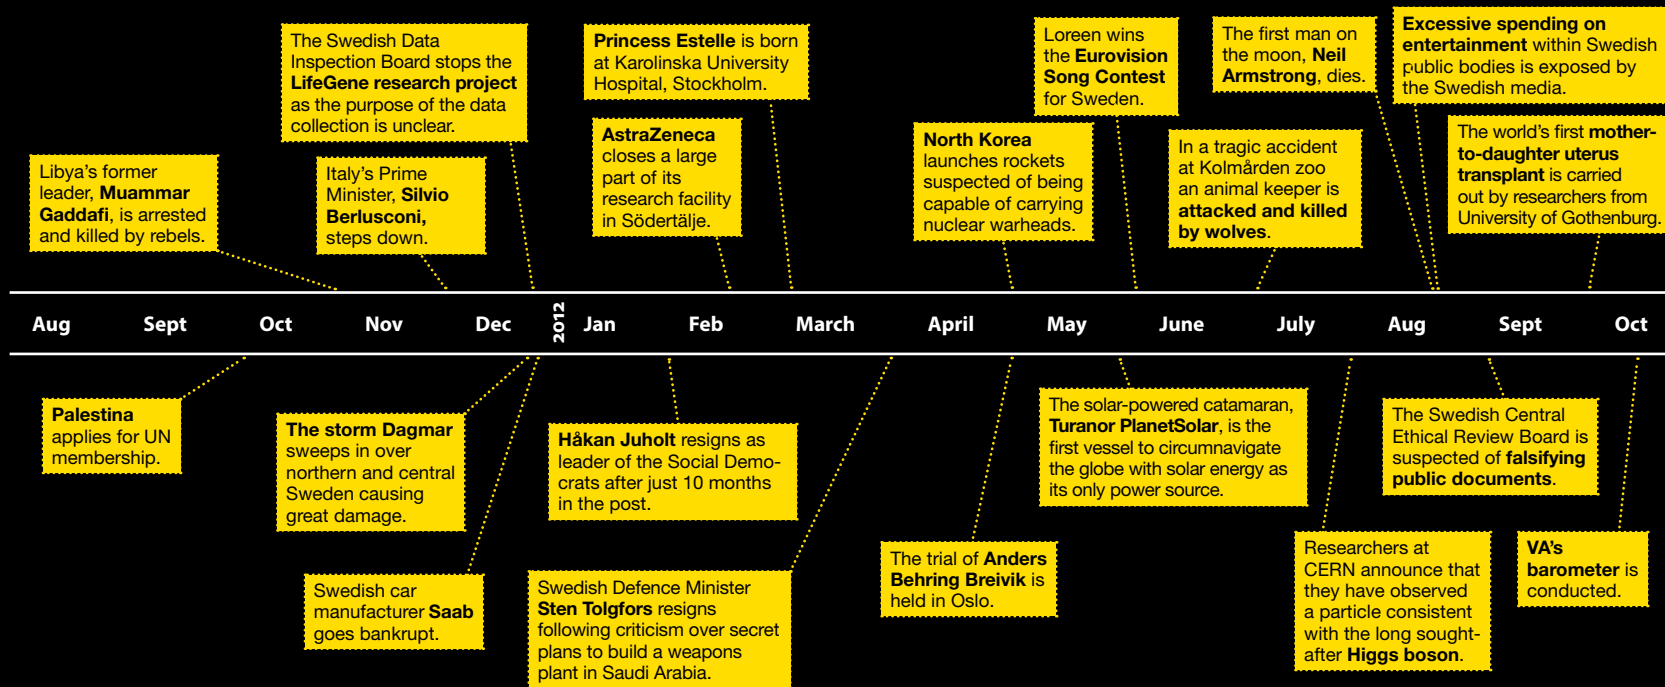 The Swedish Data
Inspection Board stops the
LifeGene research project
as the purpose of the data
collection is unclear.
Princess Estelle is born
at Karolinska University
Hospital, Stockholm.
Loreen wins
the Eurovision
Song Contest
for Sweden.
The first man on
the moon, Neil
Armstrong, dies.
Excessive spending on
entertainment within Swedish
public bodies is exposed by
the Swedish media.
Libya's former
leader, Muammar
Gaddafi, is arrested
and killed by rebels.
Italy's Prime
Minister, Silvio
Berlusconi,
steps down.
AstraZeneca
closes a large
part of its
research facility
in Södertälje.
North Korea
launches rockets
suspected of being
capable of carrying
nuclear warheads.
In a tragic accident
at Kolmården zoo
an animal keeper is
attacked and killed
by wolves.
The world's first mother-
to-daughter uterus
transplant is carried
out by researchers from
University of Gothenburg.
Aug Sept Oct Nov Dec 2012 Jan Feb March April May June July Aug Sept Oct
Palestina
applies for UN
membership.
The storm Dagmar
sweeps in over
northern and central
Sweden causing
great damage.
Håkan Juholt resigns as
leader of the Social Demo-
crats after just 10 months
in the post.
The solar-powered catamaran,
Turanor PlanetSolar, is the
first vessel to circumnavigate
the globe with solar energy as
its only power source.
The Swedish Central
Ethical Review Board is
suspected of falsifying
public documents.
Swedish car
manufacturer Saab
goes bankrupt.
Swedish Defence Minister
Sten Tolgfors resigns
following criticism over secret
plans to build a weapons
plant in Saudi Arabia.
The trial of Anders
Behring Breivik is
held in Oslo.
Researchers at
CERN announce that
they have observed
a particle consistent
with the long sought-
after Higgs boson.
VA's
barometer is
conducted.